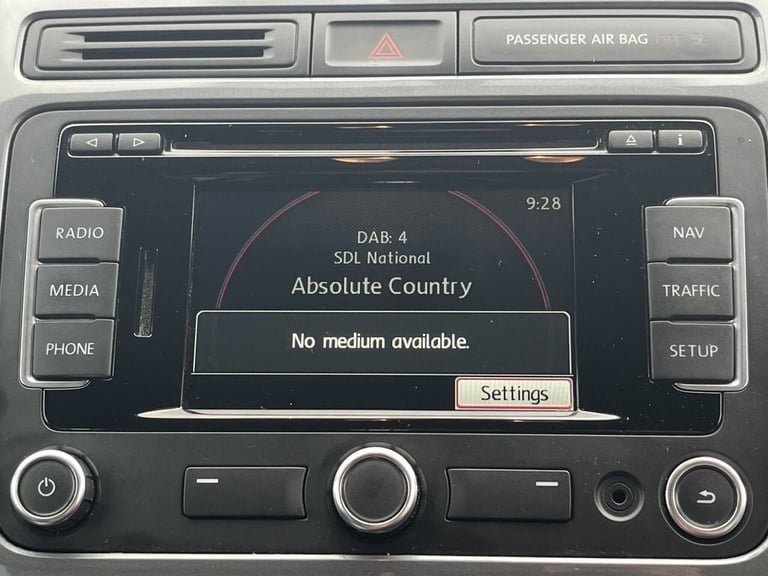 PASSENGER AIR BAG OFF
RADIO
MEDIA
PHONE
9:28
DAB: 4
SDL National
Absolute Country
No medium available.
Settings
i
NAV
TRAFFIC
SETUP